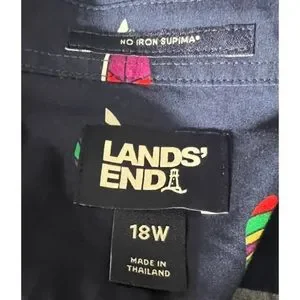 NO IRON SUPIMA®
LANDS'
END
18W
MADE IN
THAILAND